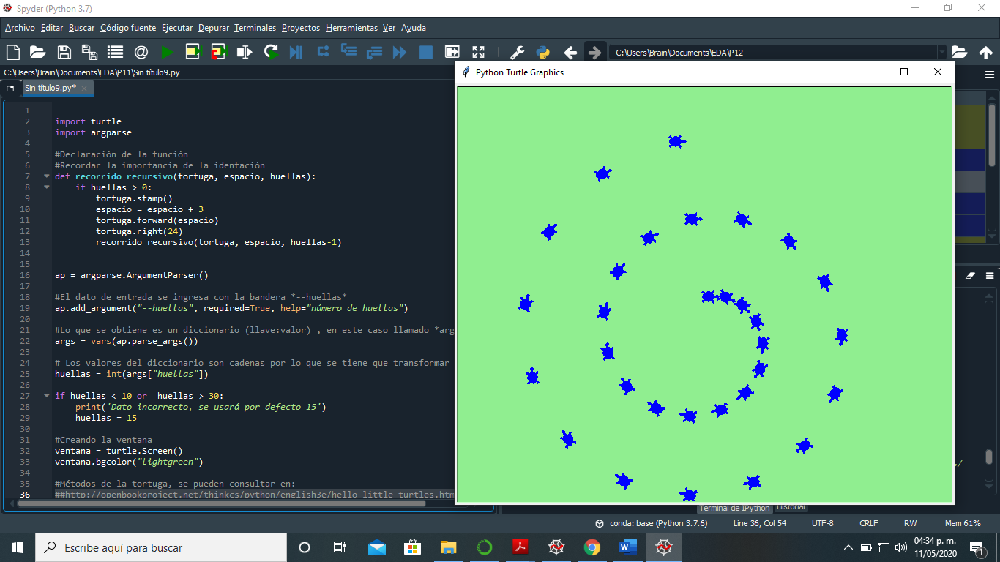 Spyder (Python 3.7)
Archivo Editar Buscar Código fuente Ejecutar Depurar Terminales Proyectos Herramientas Ver Ayuda
C:\Users\Brain\Documents\EDA\P12
C:\Users\Brain\Documents\EDA\P11\Sin título9.py
Python Turtle Graphics
Sin título9.py*
1
2 import turtle
3 import argparse
4
5 #Declaración de la función
6 #Recordar la importancia de la identación
7 def recorrido_recursivo(tortuga, espacio, huellas):
8 if huellas > 0:
9 tortuga.stamp()
10 espacio = espacio + 3
11 tortuga.forward(espacio)
12 tortuga.right(24)
13 recorrido_recursivo(tortuga, espacio, huellas-1)
14
15
16 ap = argparse.ArgumentParser()
17
18 #El dato de entrada se ingresa con la bandera *--huellas*
19 ap.add_argument("--huellas", required=True, help="número de huellas")
20
21 #Lo que se obtiene es un diccionario (llave:valor) , en este caso llamado *arg
22 args = vars(ap.parse_args())
23
24 # Los valores del diccionario son cadenas por lo que se tiene que transformar
25 huellas = int(args["huellas"])
26
27 if huellas < 10 or  huellas > 30:
28 print('Dato incorrecto, se usará por defecto 15')
29 huellas = 15
30
31 #Creando la ventana
32 ventana = turtle.Screen()
33 ventana.bgcolor("lightgreen")
34
35 #Métodos de la tortuga, se pueden consultar en:
36 ##http://openbookproject.net/thinkcs/python/english3e/hello_little_turtles.htm
s/
Terminal de IPython Historial
conda: base (Python 3.7.6) Line 36, Col 54 UTF-8 CRLF RW Mem 61%
Escribe aquí para buscar
04:34 p. m.
11/05/2020
1